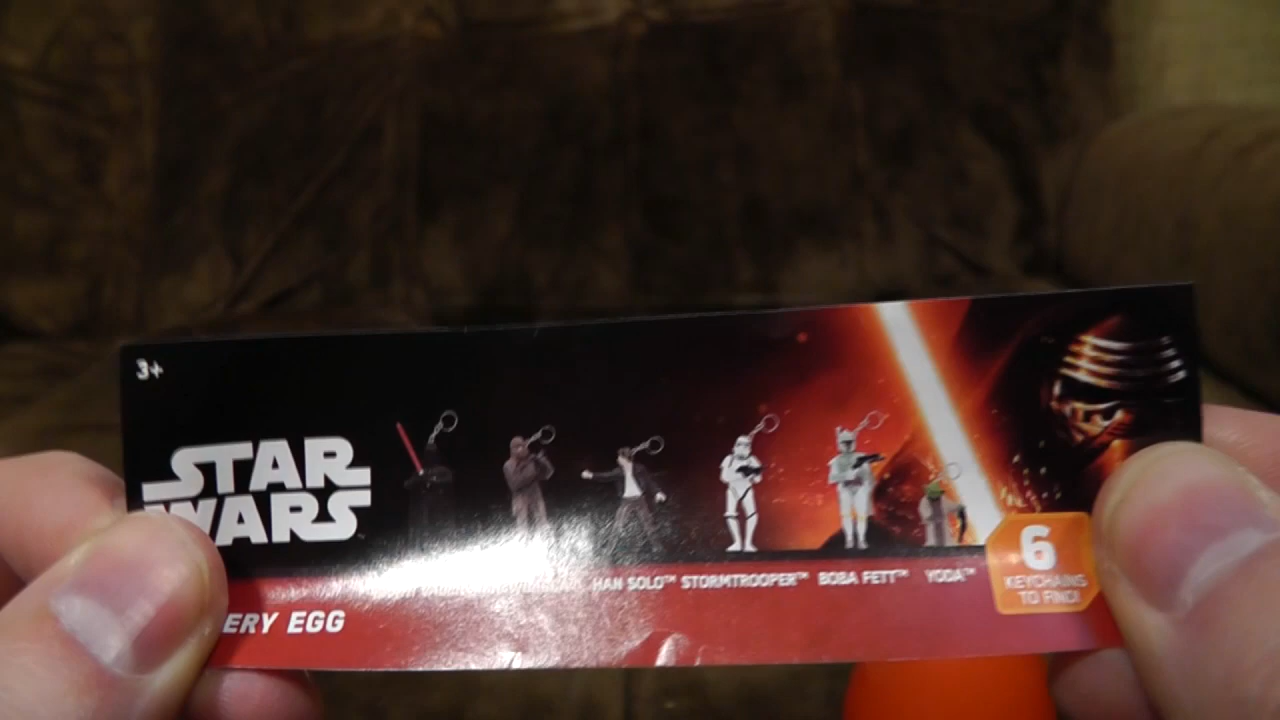 3+
STAR
WARS
HAN SOLO™ STORMTROOPER™ BOBA FETT™ YODA™
ERY EGG
6
KEYCHAINS
TO FIND!